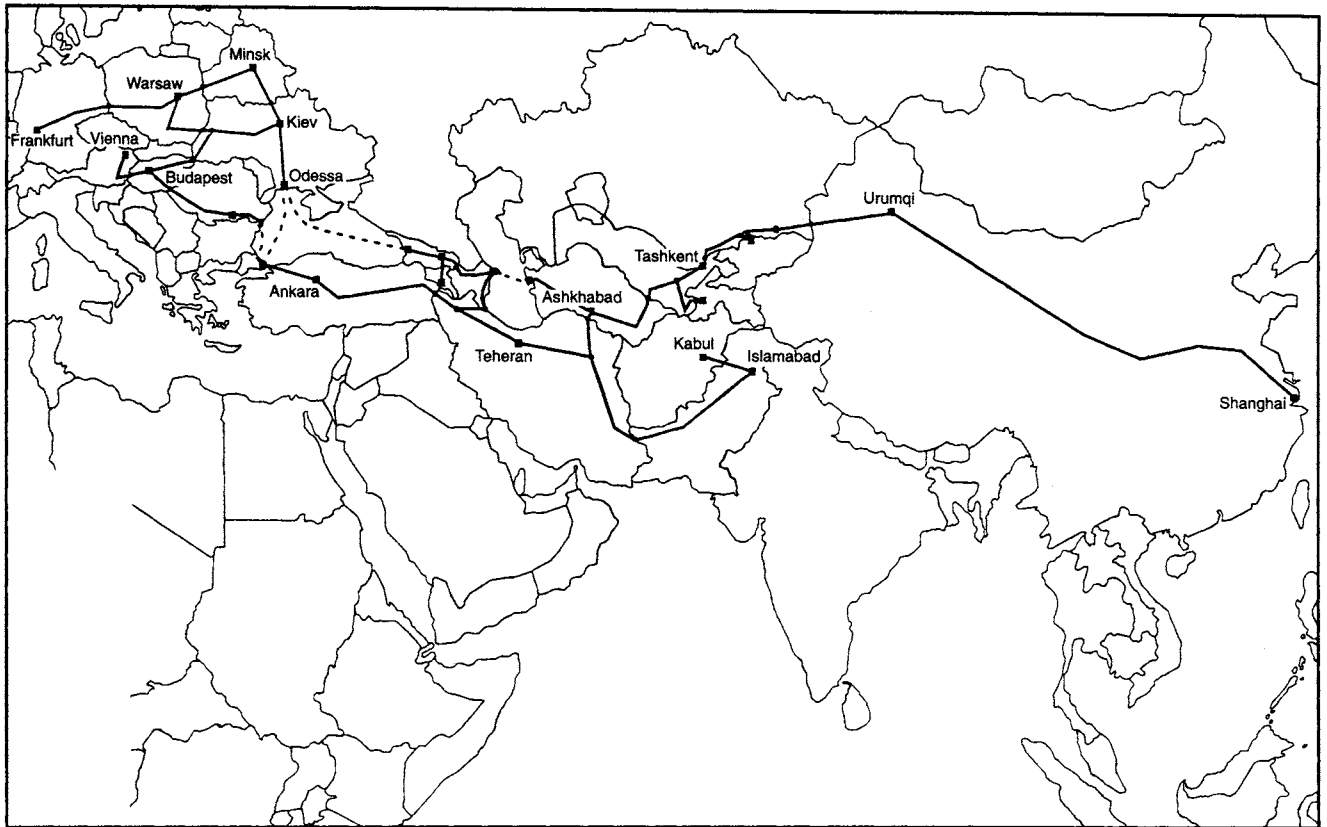 Minsk
Warsaw
Kiev
Frankfurt
Vienna
Budapest
Odessa
Urumqi
Tashkent
Ankara
Ashkhabad
Teheran
Kabul
Islamabad
Shanghai